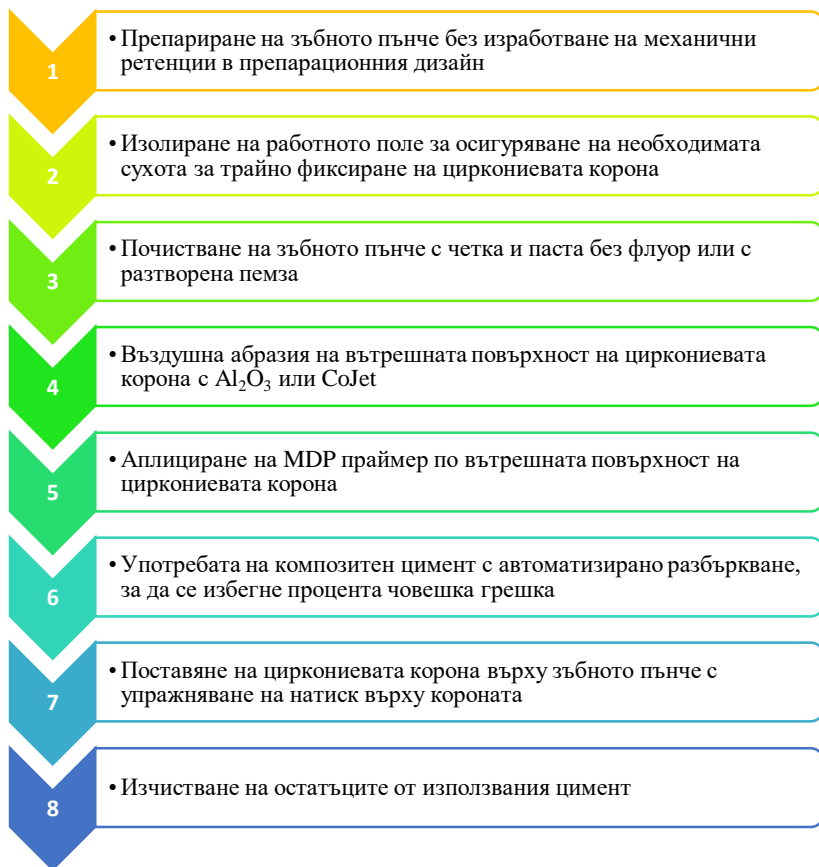 1
• Препариране на зъбното пънче без изработване на механични
ретенции в препарационния дизайн
2
• Изолиране на работното поле за осигуряване на необходимата
сухота за трайно фиксиране на циркониевата корона
3
• Почистване на зъбното пънче с четка и паста без флуор или с
разтворена пемза
4
• Въздушна абразия на вътрешната повърхност на циркониевата
корона с Al₂O₃ или CoJet
5
• Аплициране на MDP праймер по вътрешната повърхност на
циркониевата корона
6
• Употребата на композитен цимент с автоматизирано разбъркване,
за да се избегне процента човешка грешка
7
• Поставяне на циркониевата корона върху зъбното пънче с
упражняване на натиск върху короната
8
• Изчистване на остатъците от използвания цимент